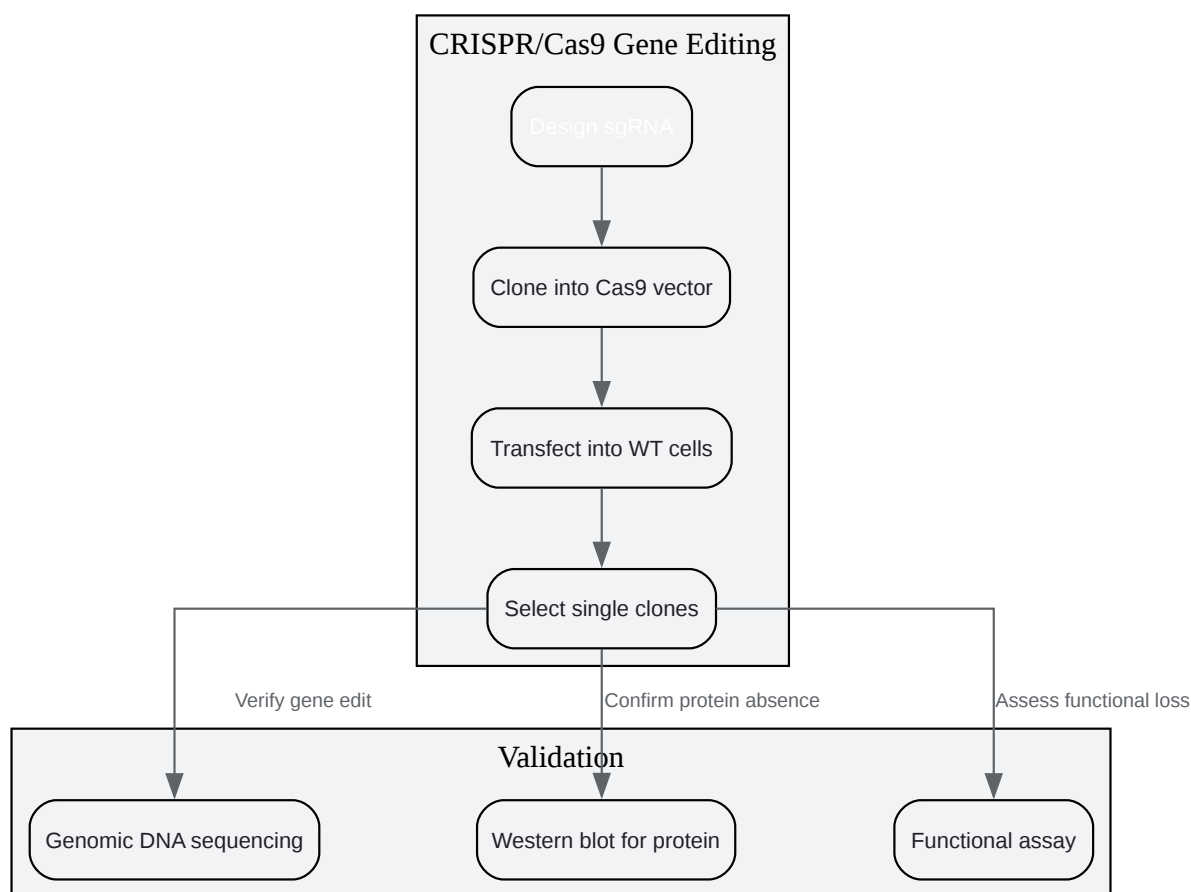 CRISPR/Cas9 Gene Editing
Design sgRNA
Clone into Cas9 vector
Transfect into WT cells
Select single clones
Verify gene edit
Confirm protein absence
Assess functional loss
Validation
Genomic DNA sequencing
Western blot for protein
Functional assay